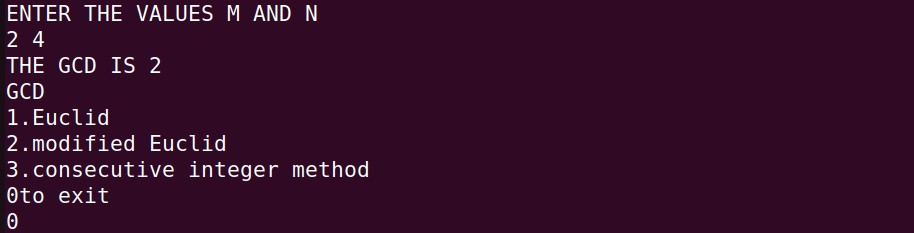 ENTER THE VALUES M AND N
2 4
THE GCD IS 2
GCD
1.Euclid
2.modified Euclid
3.consecutive integer method
0to exit
0